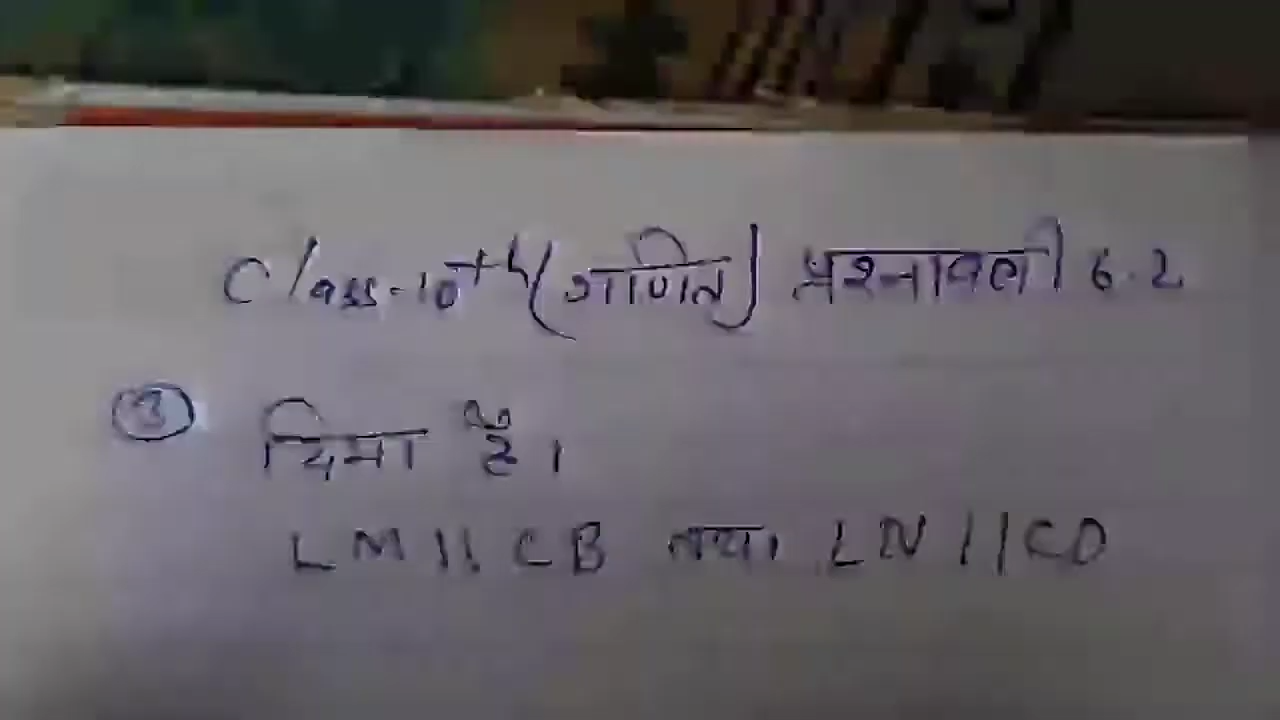 Class-10th (गणित) प्रश्नावली 6.2
3 दिया है।
LM || CB तथा LN || CD